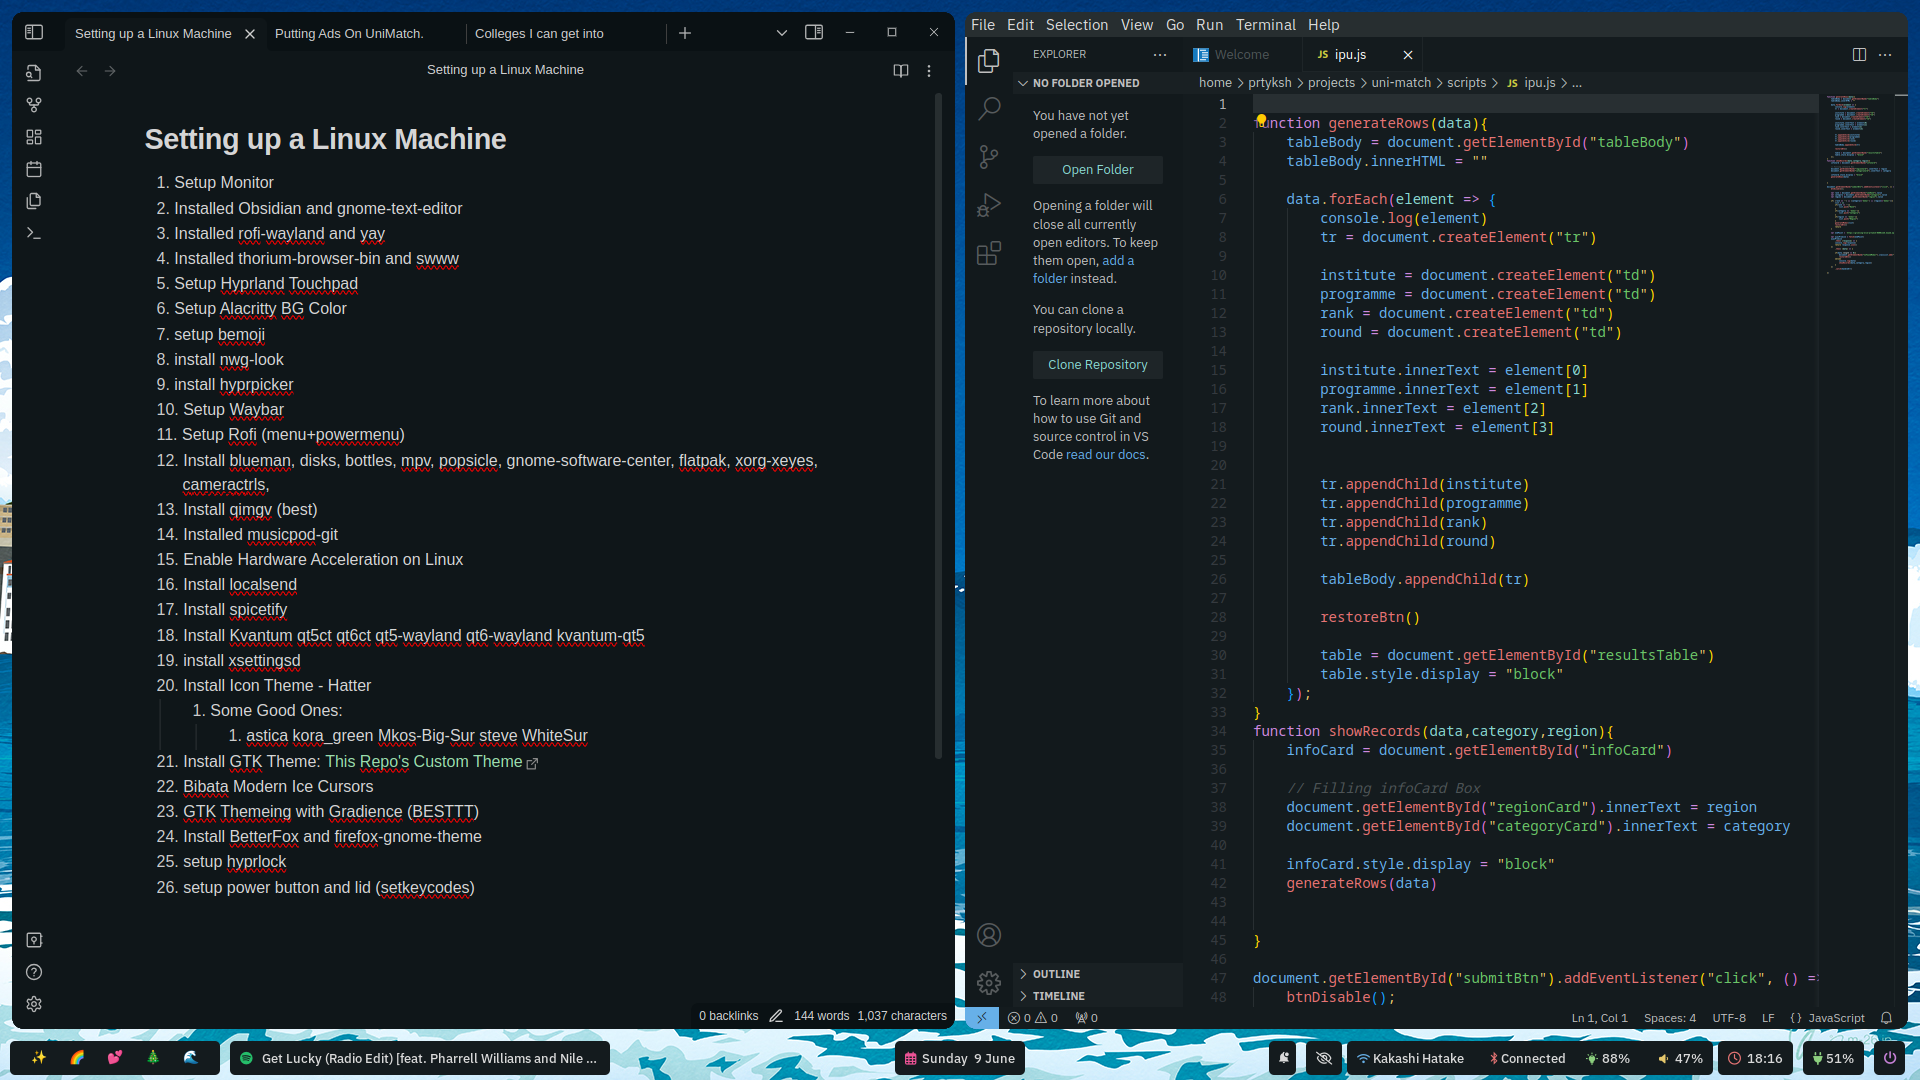 Setting up a Linux Machine
Putting Ads On UniMatch.
Colleges I can get into
Setting up a Linux Machine
Setting up a Linux Machine
1. Setup Monitor
2. Installed Obsidian and gnome-text-editor
3. Installed rofi-wayland and yay
4. Installed thorium-browser-bin and swww
5. Setup Hyprland Touchpad
6. Setup Alacritty BG Color
7. setup bemoji
8. install nwg-look
9. install hyprpicker
10. Setup Waybar
11. Setup Rofi (menu+powermenu)
12. Install blueman, disks, bottles, mpv, popsicle, gnome-software-center, flatpak, xorg-xeyes,
cameractrls,
13. Install qimgv (best)
14. Installed musicpod-git
15. Enable Hardware Acceleration on Linux
16. Install localsend
17. Install spicetify
18. Install Kvantum qt5ct qt6ct qt5-wayland qt6-wayland kvantum-qt5
19. install xsettingsd
20. Install Icon Theme - Hatter
1. Some Good Ones:
1. astica kora_green Mkos-Big-Sur steve WhiteSur
21. Install GTK Theme: This Repo's Custom Theme
22. Bibata Modern Ice Cursors
23. GTK Themeing with Gradience (BESTTT)
24. Install BetterFox and firefox-gnome-theme
25. setup hyprlock
26. setup power button and lid (setkeycodes)
0 backlinks 144 words 1,037 characters
File Edit Selection View Go Run Terminal Help
EXPLORER ...
NO FOLDER OPENED
You have not yet
opened a folder.
Open Folder
Opening a folder will
close all currently
open editors. To keep
them open, add a
folder instead.
You can clone a
repository locally.
Clone Repository
To learn more about
how to use Git and
source control in VS
Code read our docs.
OUTLINE
TIMELINE
Welcome
JS ipu.js
home > prtyksh > projects > uni-match > scripts > JS ipu.js > ...
1
2 function generateRows(data){
3 tableBody = document.getElementById("tableBody")
4 tableBody.innerHTML = ""
5
6 data.forEach(element => {
7 console.log(element)
8 tr = document.createElement("tr")
9
10 institute = document.createElement("td")
11 programme = document.createElement("td")
12 rank = document.createElement("td")
13 round = document.createElement("td")
14
15 institute.innerText = element[0]
16 programme.innerText = element[1]
17 rank.innerText = element[2]
18 round.innerText = element[3]
19
20
21 tr.appendChild(institute)
22 tr.appendChild(programme)
23 tr.appendChild(rank)
24 tr.appendChild(round)
25
26 tableBody.appendChild(tr)
27
28 restoreBtn()
29
30 table = document.getElementById("resultsTable")
31 table.style.display = "block"
32 });
33 }
34 function showRecords(data,category,region){
35 infoCard = document.getElementById("infoCard")
36
37 // Filling infoCard Box
38 document.getElementById("regionCard").innerText = region
39 document.getElementById("categoryCard").innerText = category
40
41 infoCard.style.display = "block"
42 generateRows(data)
43
44
45 }
46
47 document.getElementById("submitBtn").addEventListener("click", () =>
48 btnDisable();
0 0 0
Ln 1, Col 1 Spaces: 4 UTF-8 LF { } JavaScript
Get Lucky (Radio Edit) [feat. Pharrell Williams and Nile ...
Sunday 9 June
Kakashi Hatake
Connected
88%
47%
18:16
51%